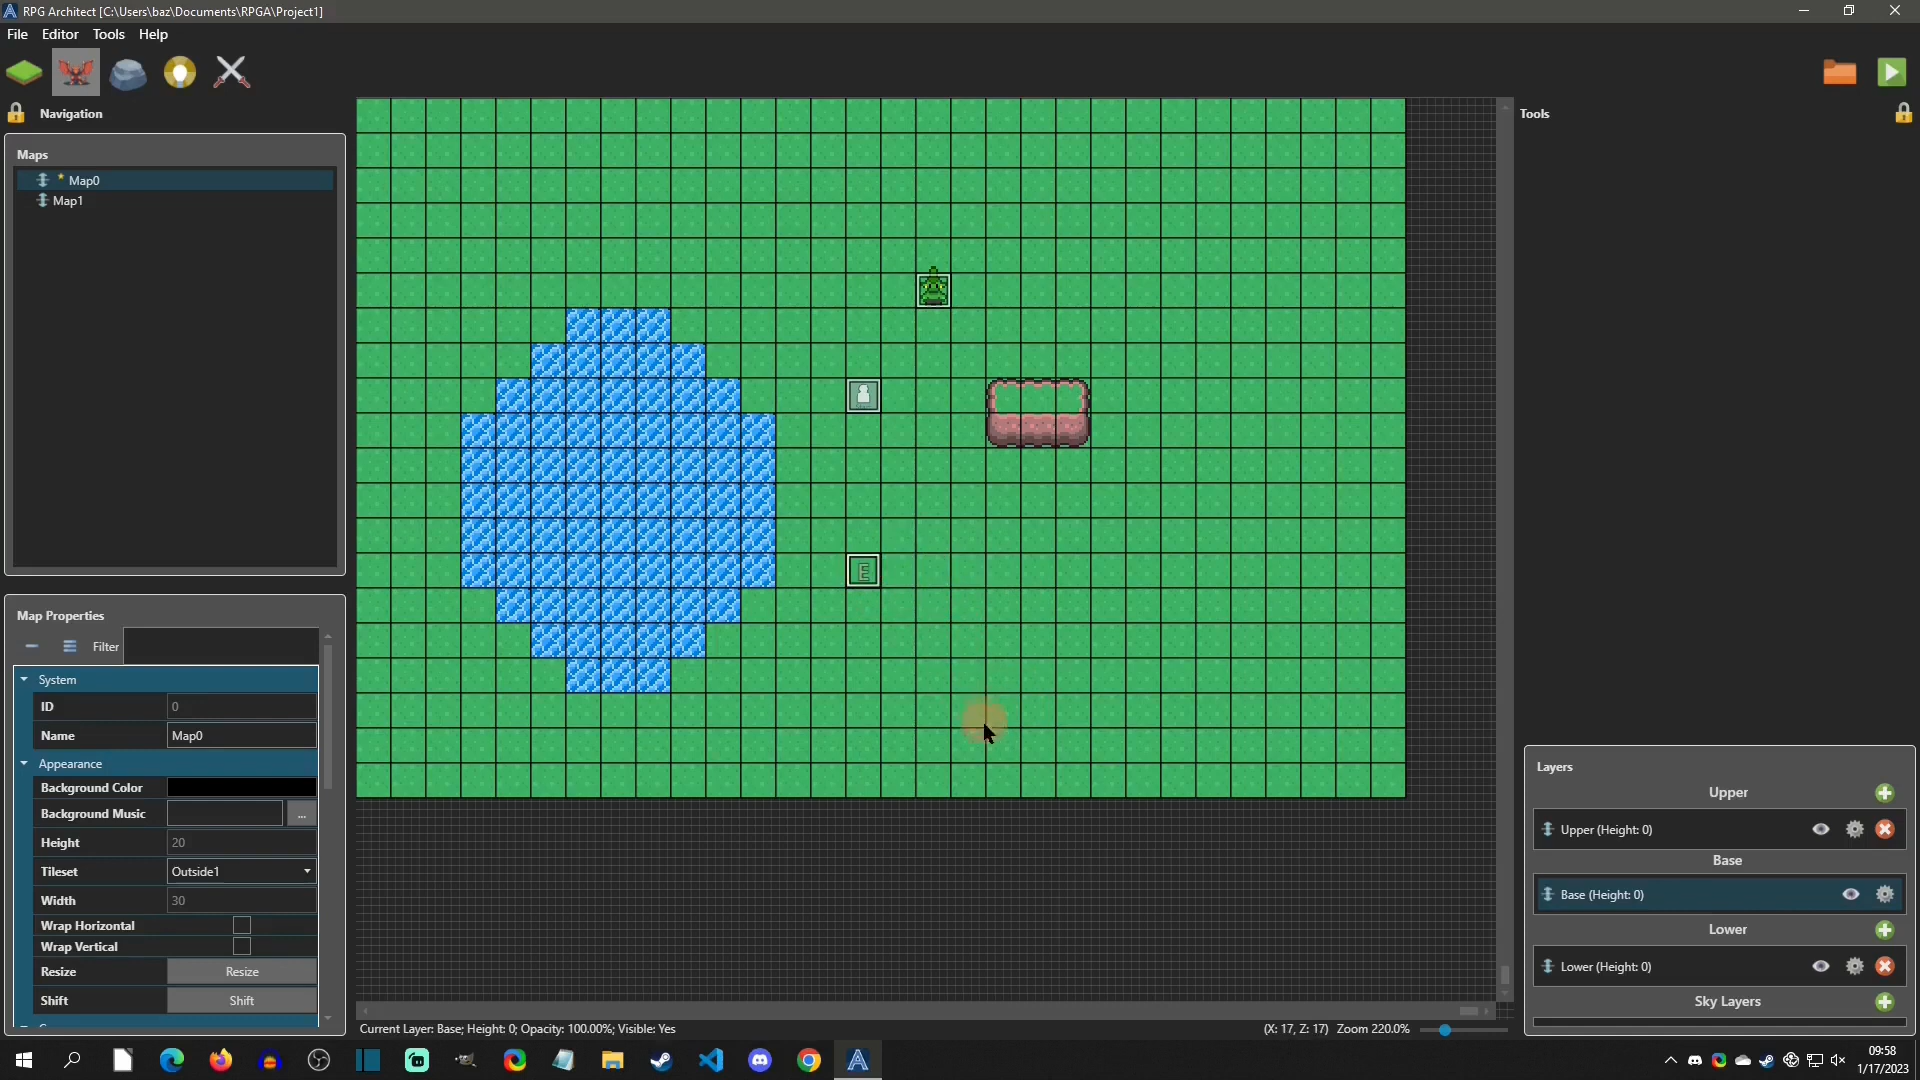 RPG Architect [C:\Users\baz\Documents\RPGA\Project1]
File Editor Tools Help
Navigation
Tools
Maps
* Map0
Map1
E
Map Properties
Filter
System
ID 0
Name Map0
Appearance
Background Color
Background Music ...
Height 20
Tileset Outside1
Width 30
Wrap Horizontal
Wrap Vertical
Resize Resize
Shift Shift
Layers
Upper
Upper (Height: 0)
Base
Base (Height: 0)
Lower
Lower (Height: 0)
Sky Layers
Current Layer: Base; Height: 0; Opacity: 100.00%; Visible: Yes
(X: 17, Z: 17) Zoom 220.0%
09:58
1/17/2023